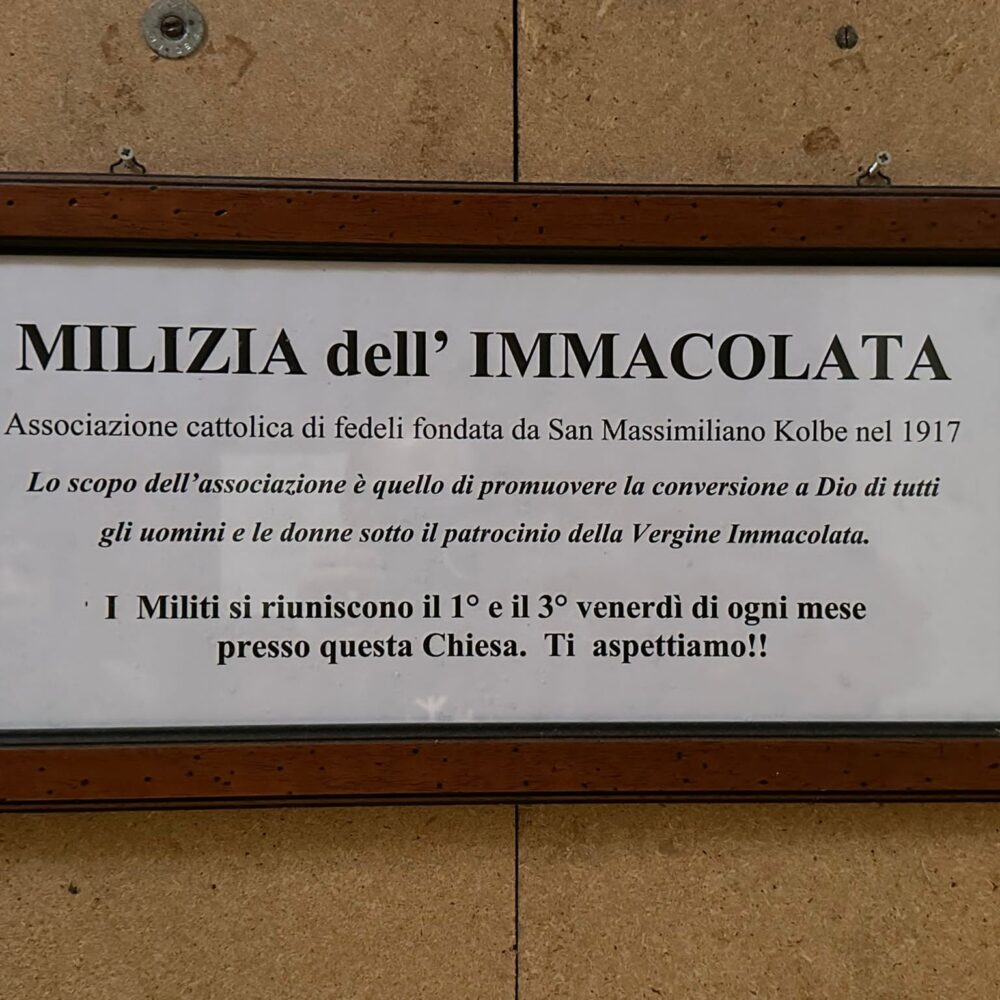 MILIZIA dell’ IMMACOLATA
Associazione cattolica di fedeli fondata da San Massimiliano Kolbe nel 1917
Lo scopo dell’associazione è quello di promuovere la conversione a Dio di tutti
gli uomini e le donne sotto il patrocinio della Vergine Immacolata.
I Militi si riuniscono il 1° e il 3° venerdì di ogni mese
presso questa Chiesa. Ti aspettiamo!!